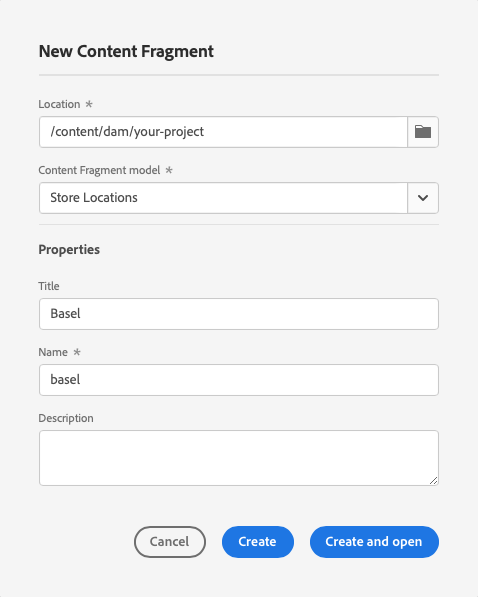 New Content Fragment
Location *
/content/dam/your-project
Content Fragment model *
Store Locations
Properties
Title
Basel
Name *
basel
Description
Cancel Create Create and open